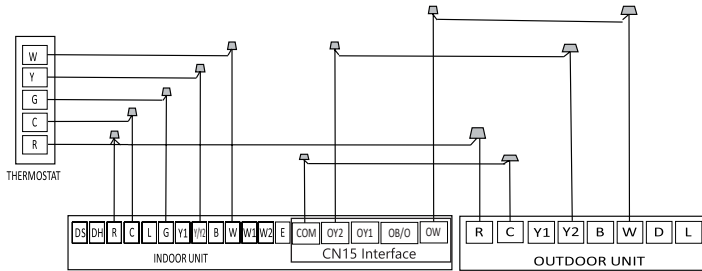 W
Y
G
C
R
THERMOSTAT
DS DH R C L G Y1 Y/Y2 B W W1 W2 E COM OY2 OY1 OB/O OW
INDOOR UNIT
CN15 Interface
R C Y1 Y2 B W D L
OUTDOOR UNIT